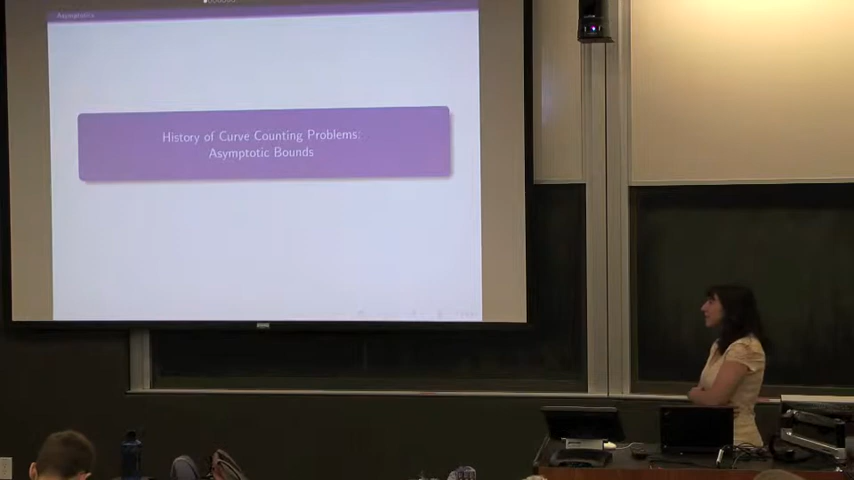 Asymptotics
History of Curve Counting Problems:
Asymptotic Bounds